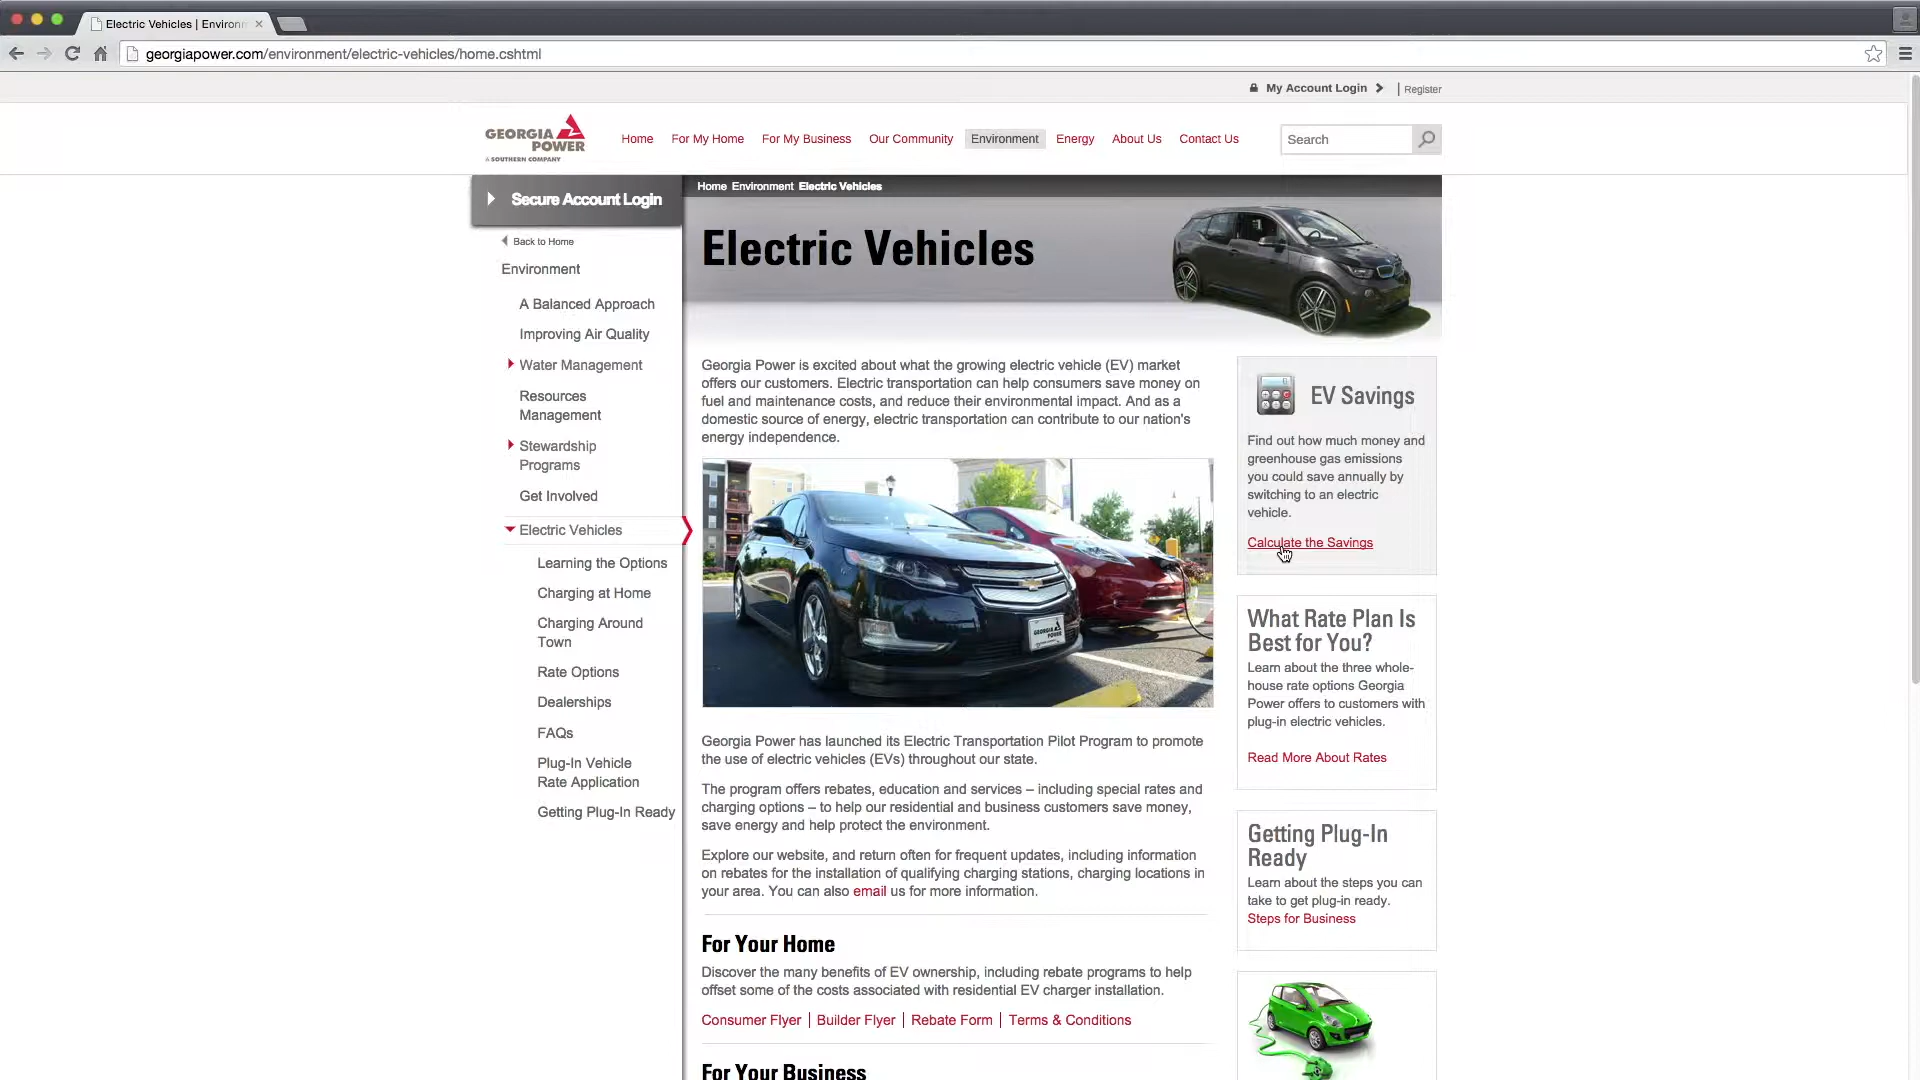 Electric Vehicles | Environ
georgiapower.com/environment/electric-vehicles/home.cshtml
My Account Login | Register
GEORGIA
POWER
A SOUTHERN COMPANY
Home For My Home For My Business Our Community Environment Energy About Us Contact Us
Search
Secure Account Login
Back to Home
Environment
A Balanced Approach
Improving Air Quality
Water Management
Resources
Management
Stewardship
Programs
Get Involved
Electric Vehicles
Learning the Options
Charging at Home
Charging Around
Town
Rate Options
Dealerships
FAQs
Plug-In Vehicle
Rate Application
Getting Plug-In Ready
Home Environment Electric Vehicles
Electric Vehicles
Georgia Power is excited about what the growing electric vehicle (EV) market
offers our customers. Electric transportation can help consumers save money on
fuel and maintenance costs, and reduce their environmental impact. And as a
domestic source of energy, electric transportation can contribute to our nation's
energy independence.
GEORGIA
POWER
Georgia Power has launched its Electric Transportation Pilot Program to promote
the use of electric vehicles (EVs) throughout our state.
The program offers rebates, education and services – including special rates and
charging options – to help our residential and business customers save money,
save energy and help protect the environment.
Explore our website, and return often for frequent updates, including information
on rebates for the installation of qualifying charging stations, charging locations in
your area. You can also email us for more information.
For Your Home
Discover the many benefits of EV ownership, including rebate programs to help
offset some of the costs associated with residential EV charger installation.
Consumer Flyer | Builder Flyer | Rebate Form | Terms & Conditions
For Your Business
EV Savings
Find out how much money and
greenhouse gas emissions
you could save annually by
switching to an electric
vehicle.
Calculate the Savings
What Rate Plan Is
Best for You?
Learn about the three whole-
house rate options Georgia
Power offers to customers with
plug-in electric vehicles.
Read More About Rates
Getting Plug-In
Ready
Learn about the steps you can
take to get plug-in ready.
Steps for Business